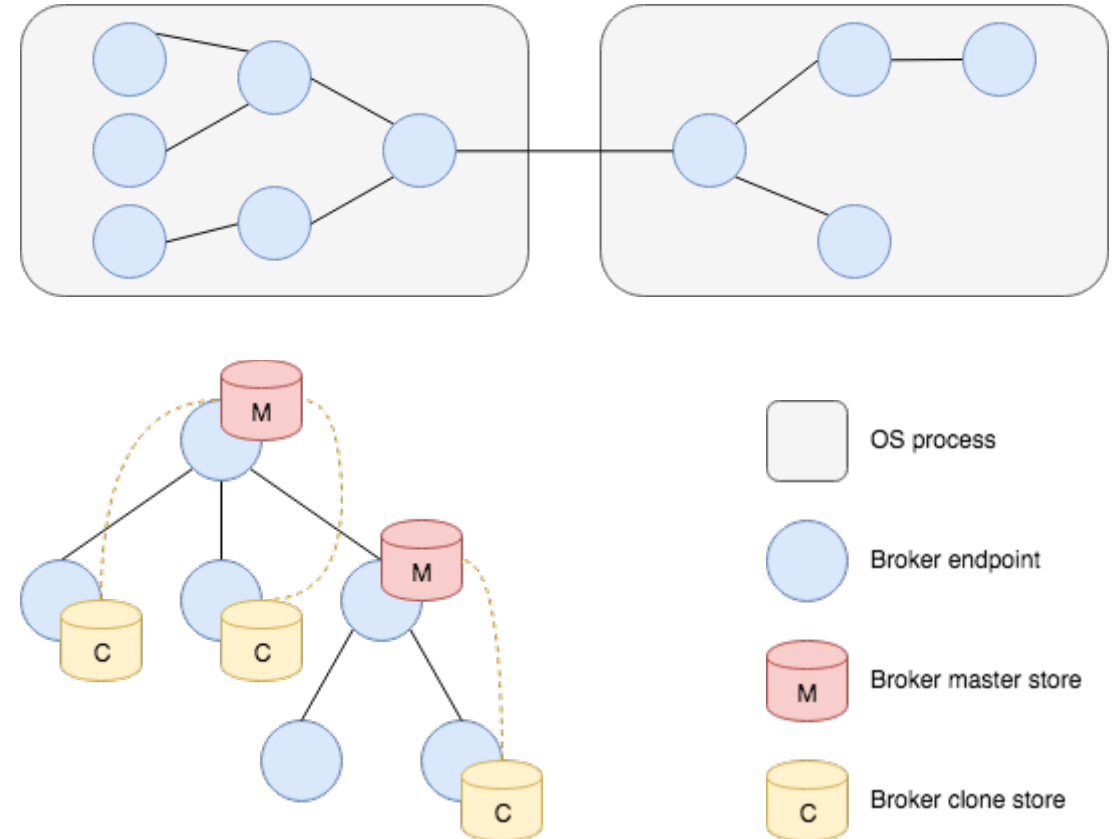 M
M
C
C
C
OS process
Broker endpoint
M
Broker master store
C
Broker clone store